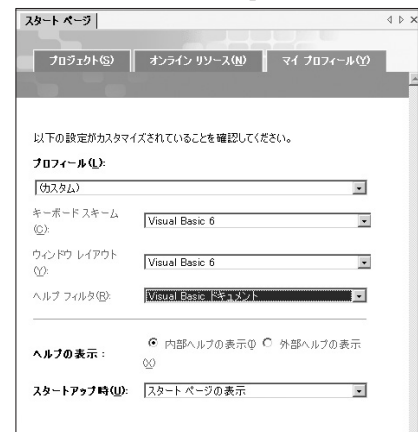 スタート ページ
プロジェクト(S) オンライン リソース(N) マイ プロフィール(Y)
以下の設定がカスタマイズされていることを確認してください。
プロフィール(L):
(カスタム)
キーボード スキーム
(C):
Visual Basic 6
ウィンドウ レイアウト
(Y):
Visual Basic 6
ヘルプ フィルタ(R): Visual Basic ドキュメント
ヘルプの表示 : 内部ヘルプの表示(I) 外部ヘルプの表示
(X)
スタートアップ時(U): スタート ページの表示